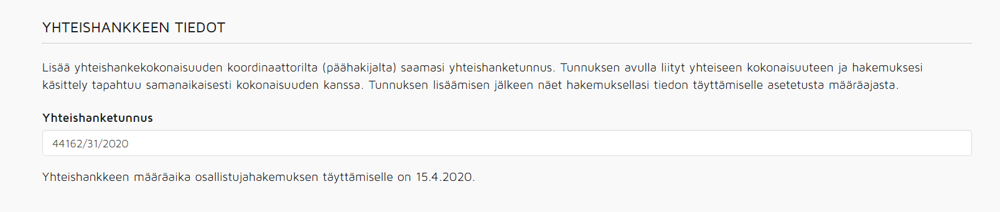 YHTEISHANKKEEN TIEDOT
Lisää yhteishankekokonaisuuden koordinaattorilta (päähakijalta) saamasi yhteishanketunnus. Tunnuksen avulla liityt yhteiseen kokonaisuuteen ja hakemuksesi
käsittely tapahtuu samanaikaisesti kokonaisuuden kanssa. Tunnuksen lisäämisen jälkeen näet hakemuksellasi tiedon täyttämiselle asetetusta määräajasta.
Yhteishanketunnus
44162/31/2020
Yhteishankkeen määräaika osallistujahakemuksen täyttämiselle on 15.4.2020.